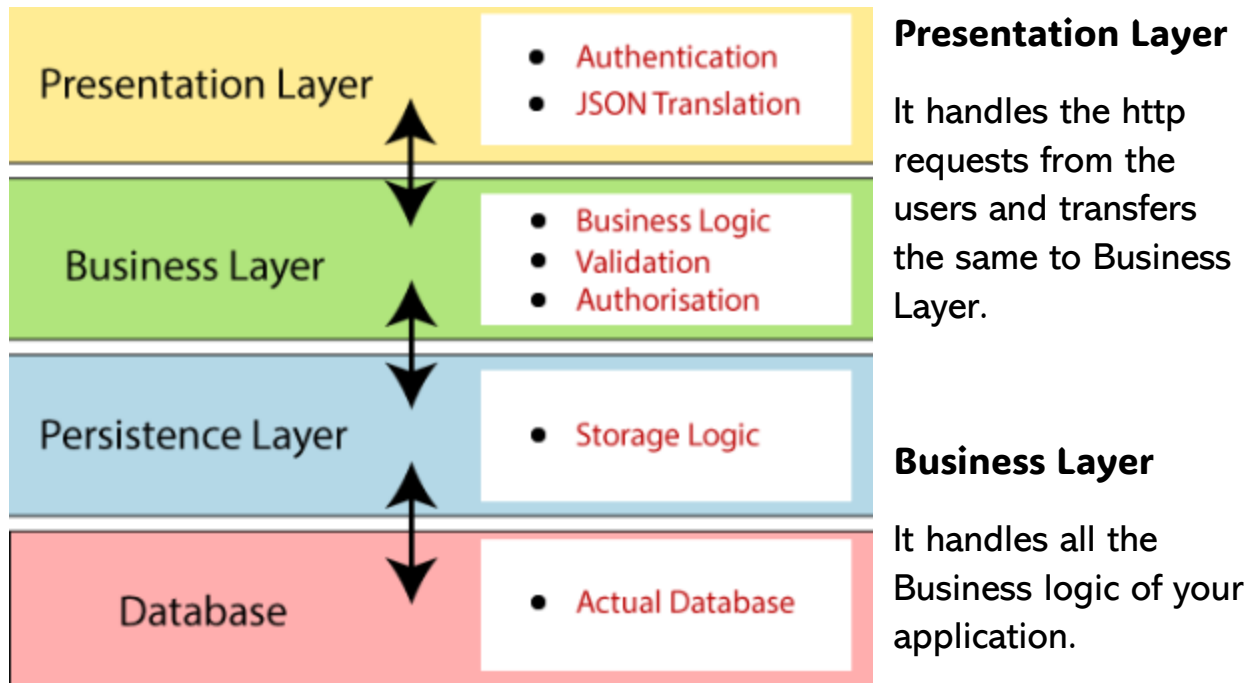 Presentation Layer
• Authentication
• JSON Translation
Business Layer
• Business Logic
• Validation
• Authorisation
Persistence Layer
• Storage Logic
Database
• Actual Database
Presentation Layer
It handles the http
requests from the
users and transfers
the same to Business
Layer.
Business Layer
It handles all the
Business logic of your
application.